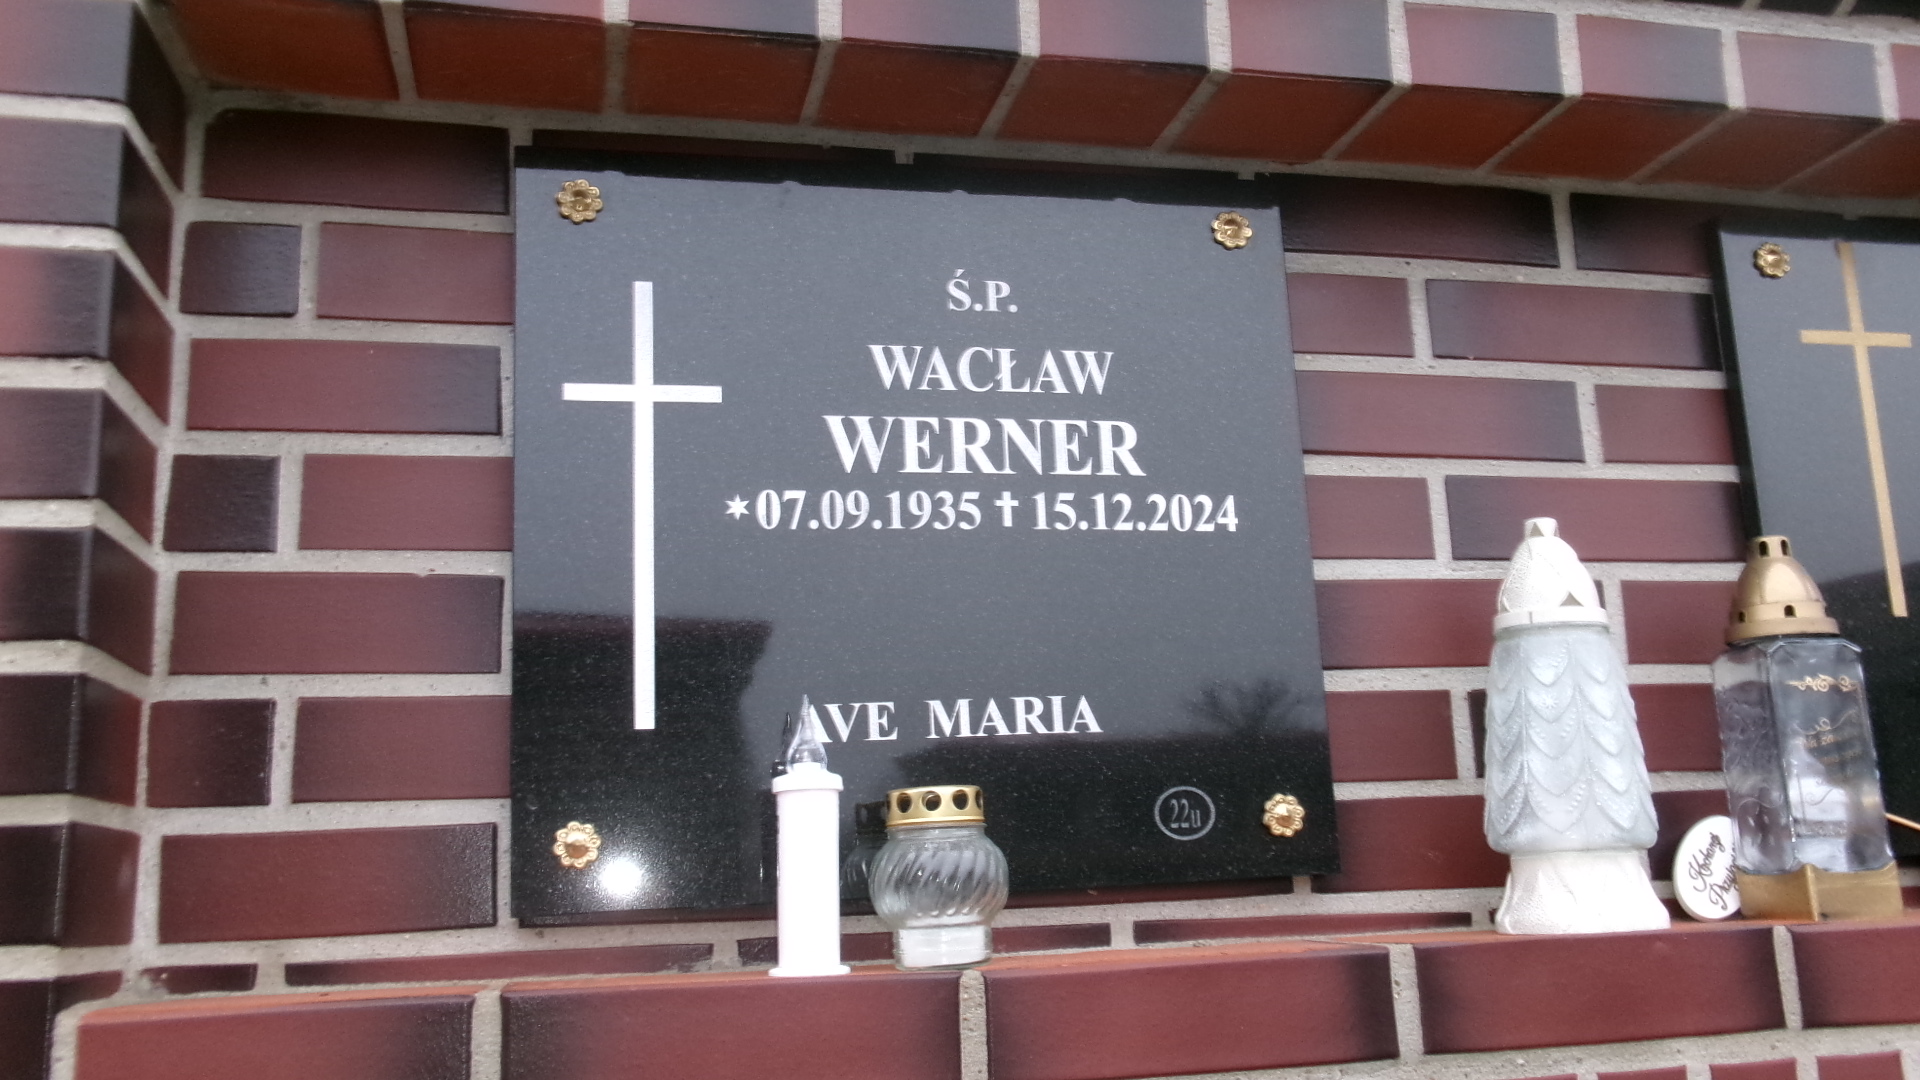 Ś.P.
WACŁAW
WERNER
*07.09.1935 ✝ 15.12.2024
AVE MARIA
22u